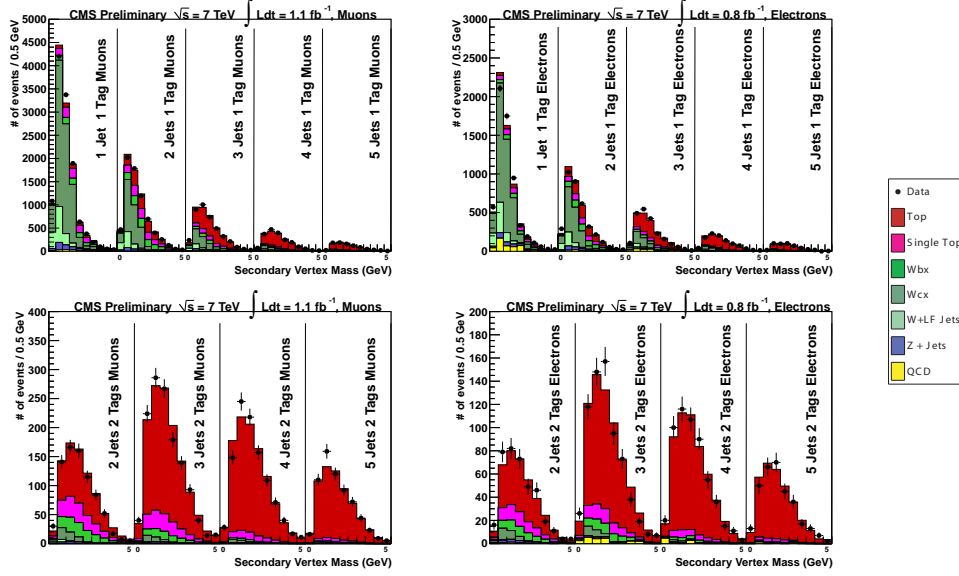 CMS Preliminary √s = 7 TeV ∫ Ldt = 1.1 fb⁻¹, Muons
# of events / 0.5 GeV
5000
4500
4000
3500
3000
2500
2000
1500
1000
500
0
1 Jet 1 Tag Muons
2 Jets 1 Tag Muons
3 Jets 1 Tag Muons
4 Jets 1 Tag Muons
5 Jets 1 Tag Muons
0 5 0 5
Secondary Vertex Mass (GeV)
CMS Preliminary √s = 7 TeV ∫ Ldt = 0.8 fb⁻¹, Electrons
# of events / 0.5 GeV
3000
2500
2000
1500
1000
500
0
1 Jet 1 Tag Electrons
2 Jets 1 Tag Electrons
3 Jets 1 Tag Electrons
4 Jets 1 Tag Electrons
5 Jets 1 Tag Electrons
0 5 0 5
Secondary Vertex Mass (GeV)
CMS Preliminary √s = 7 TeV ∫ Ldt = 1.1 fb⁻¹, Muons
# of events / 0.5 GeV
400
350
300
250
200
150
100
50
0
2 Jets 2 Tags Muons
3 Jets 2 Tags Muons
4 Jets 2 Tags Muons
5 Jets 2 Tags Muons
5 0 5 0 5 0 5
Secondary Vertex Mass (GeV)
CMS Preliminary √s = 7 TeV ∫ Ldt = 0.8 fb⁻¹, Electrons
# of events / 0.5 GeV
200
180
160
140
120
100
80
60
40
20
0
2 Jets 2 Tags Electrons
3 Jets 2 Tags Electrons
4 Jets 2 Tags Electrons
5 Jets 2 Tags Electrons
5 0 5 0 5 0 5
Secondary Vertex Mass (GeV)
Data
Top
Single Top
Wbx
Wcx
W+LF Jets
Z + Jets
QCD